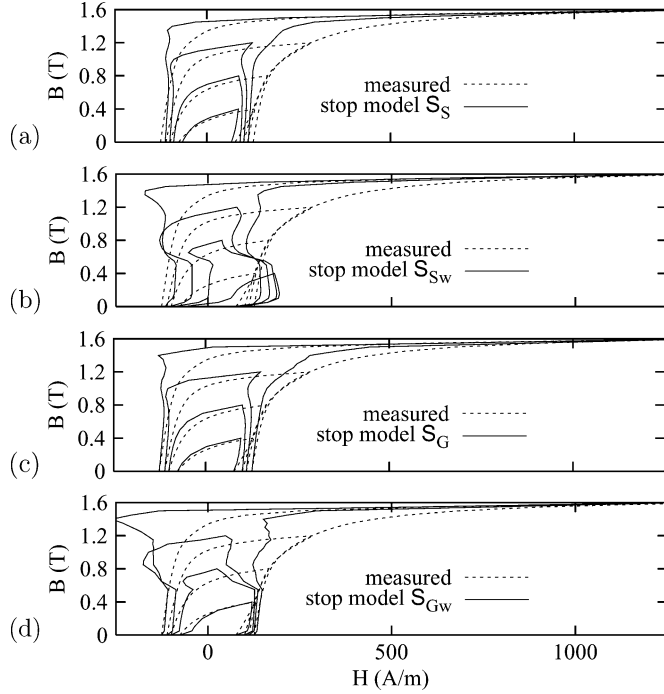 1.6
1.2
0.8
0.4
0
B (T)
measured
stop model S_S
(a)
1.6
1.2
0.8
0.4
0
B (T)
measured
stop model S_Sw
(b)
1.6
1.2
0.8
0.4
0
B (T)
measured
stop model S_G
(c)
1.6
1.2
0.8
0.4
0
B (T)
measured
stop model S_Gw
(d)
0 500 1000
H (A/m)